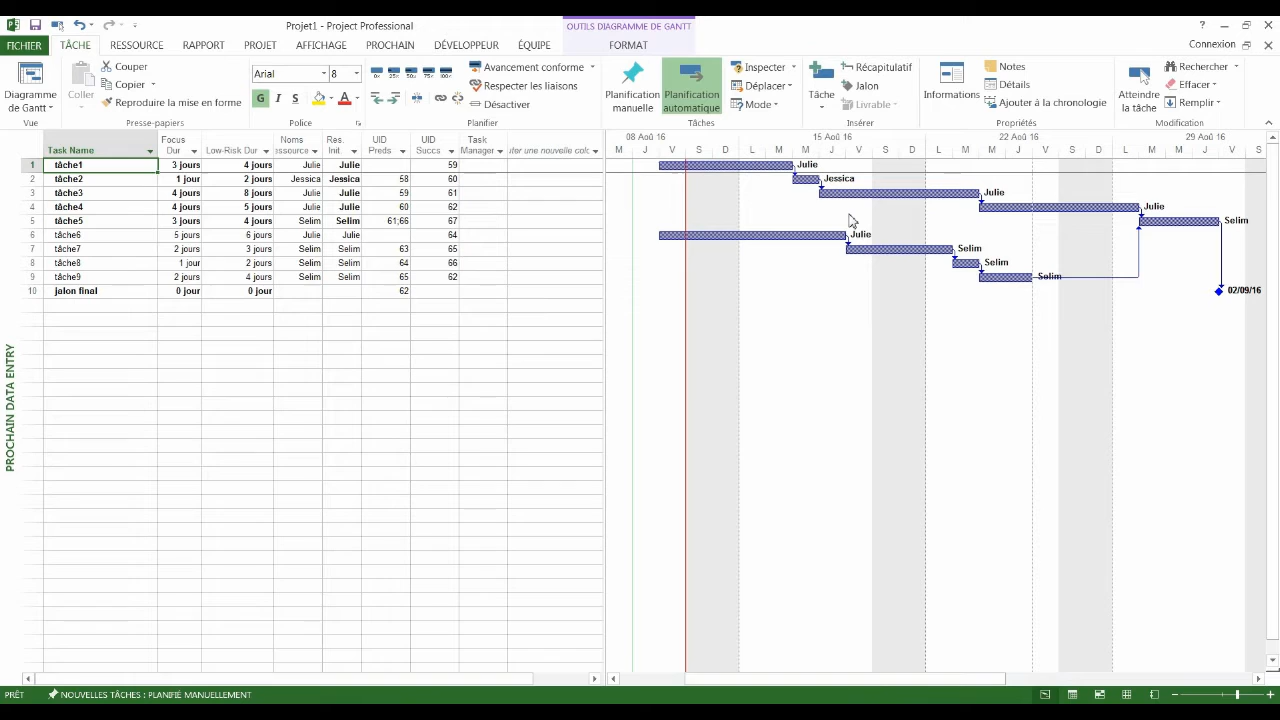 Projet1 - Project Professional
OUTILS DIAGRAMME DE GANTT
FICHIER TÂCHE RESSOURCE RAPPORT PROJET AFFICHAGE PROCHAIN DÉVELOPPEUR ÉQUIPE FORMAT Connexion
Diagramme de Gantt
Coller
Couper
Copier
Reproduire la mise en forme
Arial 8
G I S
0% 25% 50% 75% 100%
Avancement conforme
Respecter les liaisons
Désactiver
Planification manuelle
Planification automatique
Inspecter
Déplacer
Mode
Tâche
Récapitulatif
Jalon
Livrable
Informations
Notes
Détails
Ajouter à la chronologie
Atteindre la tâche
Rechercher
Effacer
Remplir
Vue Presse-papiers Police Planifier Tâches Insérer Propriétés Modification
Task Name Focus Dur Low-Risk Dur Noms essource Res. Init. UID Preds UID Succs Task Manager uter une nouvelle colo
1 tâche1 3 jours 4 jours Julie Julie 59
2 tâche2 1 jour 2 jours Jessica Jessica 58 60
3 tâche3 4 jours 8 jours Julie Julie 59 61
4 tâche4 4 jours 5 jours Julie Julie 60 62
5 tâche5 3 jours 4 jours Selim Selim 61;66 67
6 tâche6 5 jours 6 jours Julie Julie 64
7 tâche7 2 jours 3 jours Selim Selim 63 65
8 tâche8 1 jour 2 jours Selim Selim 64 66
9 tâche9 2 jours 4 jours Selim Selim 65 62
10 jalon final 0 jour 0 jour 62
08 Aoû 16 15 Aoû 16 22 Aoû 16 29 Aoû 16
M J V S D L M M J V S D L M J V S D L M M J V S
Julie
Jessica
Julie
Julie
Selim
Julie
Selim
Selim
Selim
02/09/16
PROCHAIN DATA ENTRY
PRÊT NOUVELLES TÂCHES : PLANIFIÉ MANUELLEMENT